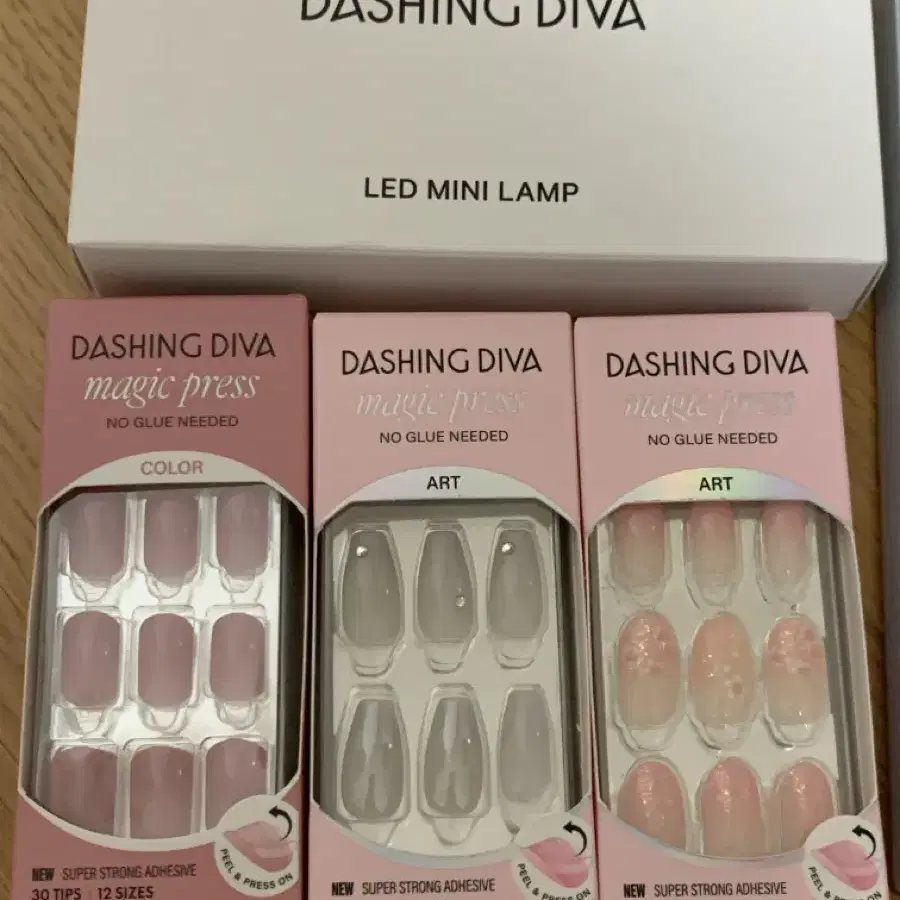 DASHING DIVA
LED MINI LAMP
DASHING DIVA
magic press
NO GLUE NEEDED
COLOR
PEEL & PRESS ON
NEW SUPER STRONG ADHESIVE
30 TIPS | 12 SIZES
DASHING DIVA
magic press
NO GLUE NEEDED
ART
PEEL & PRESS ON
NEW SUPER STRONG ADHESIVE
DASHING DIVA
magic press
NO GLUE NEEDED
ART
PEEL & PRESS ON
NEW SUPER STRONG ADHESIVE